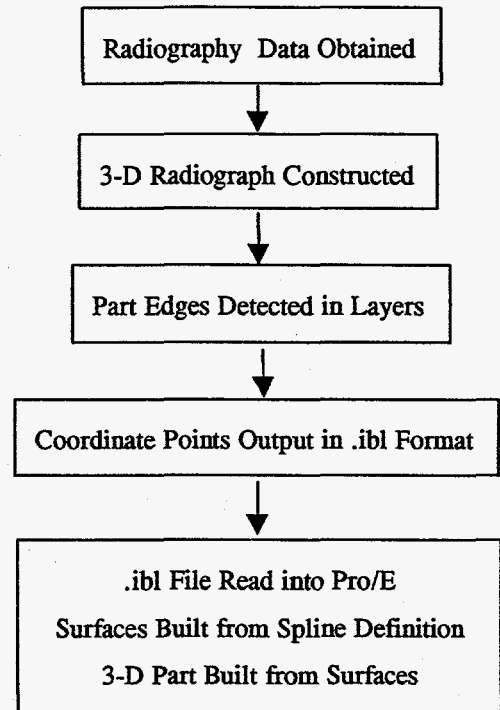 Radiography Data Obtained
3-D Radiograph Constructed
Part Edges Detected in Layers
Coordinate Points Output in .ibl Format
.ibl File Read into Pro/E
Surfaces Built from Spline Definition
3-D Part Built from Surfaces